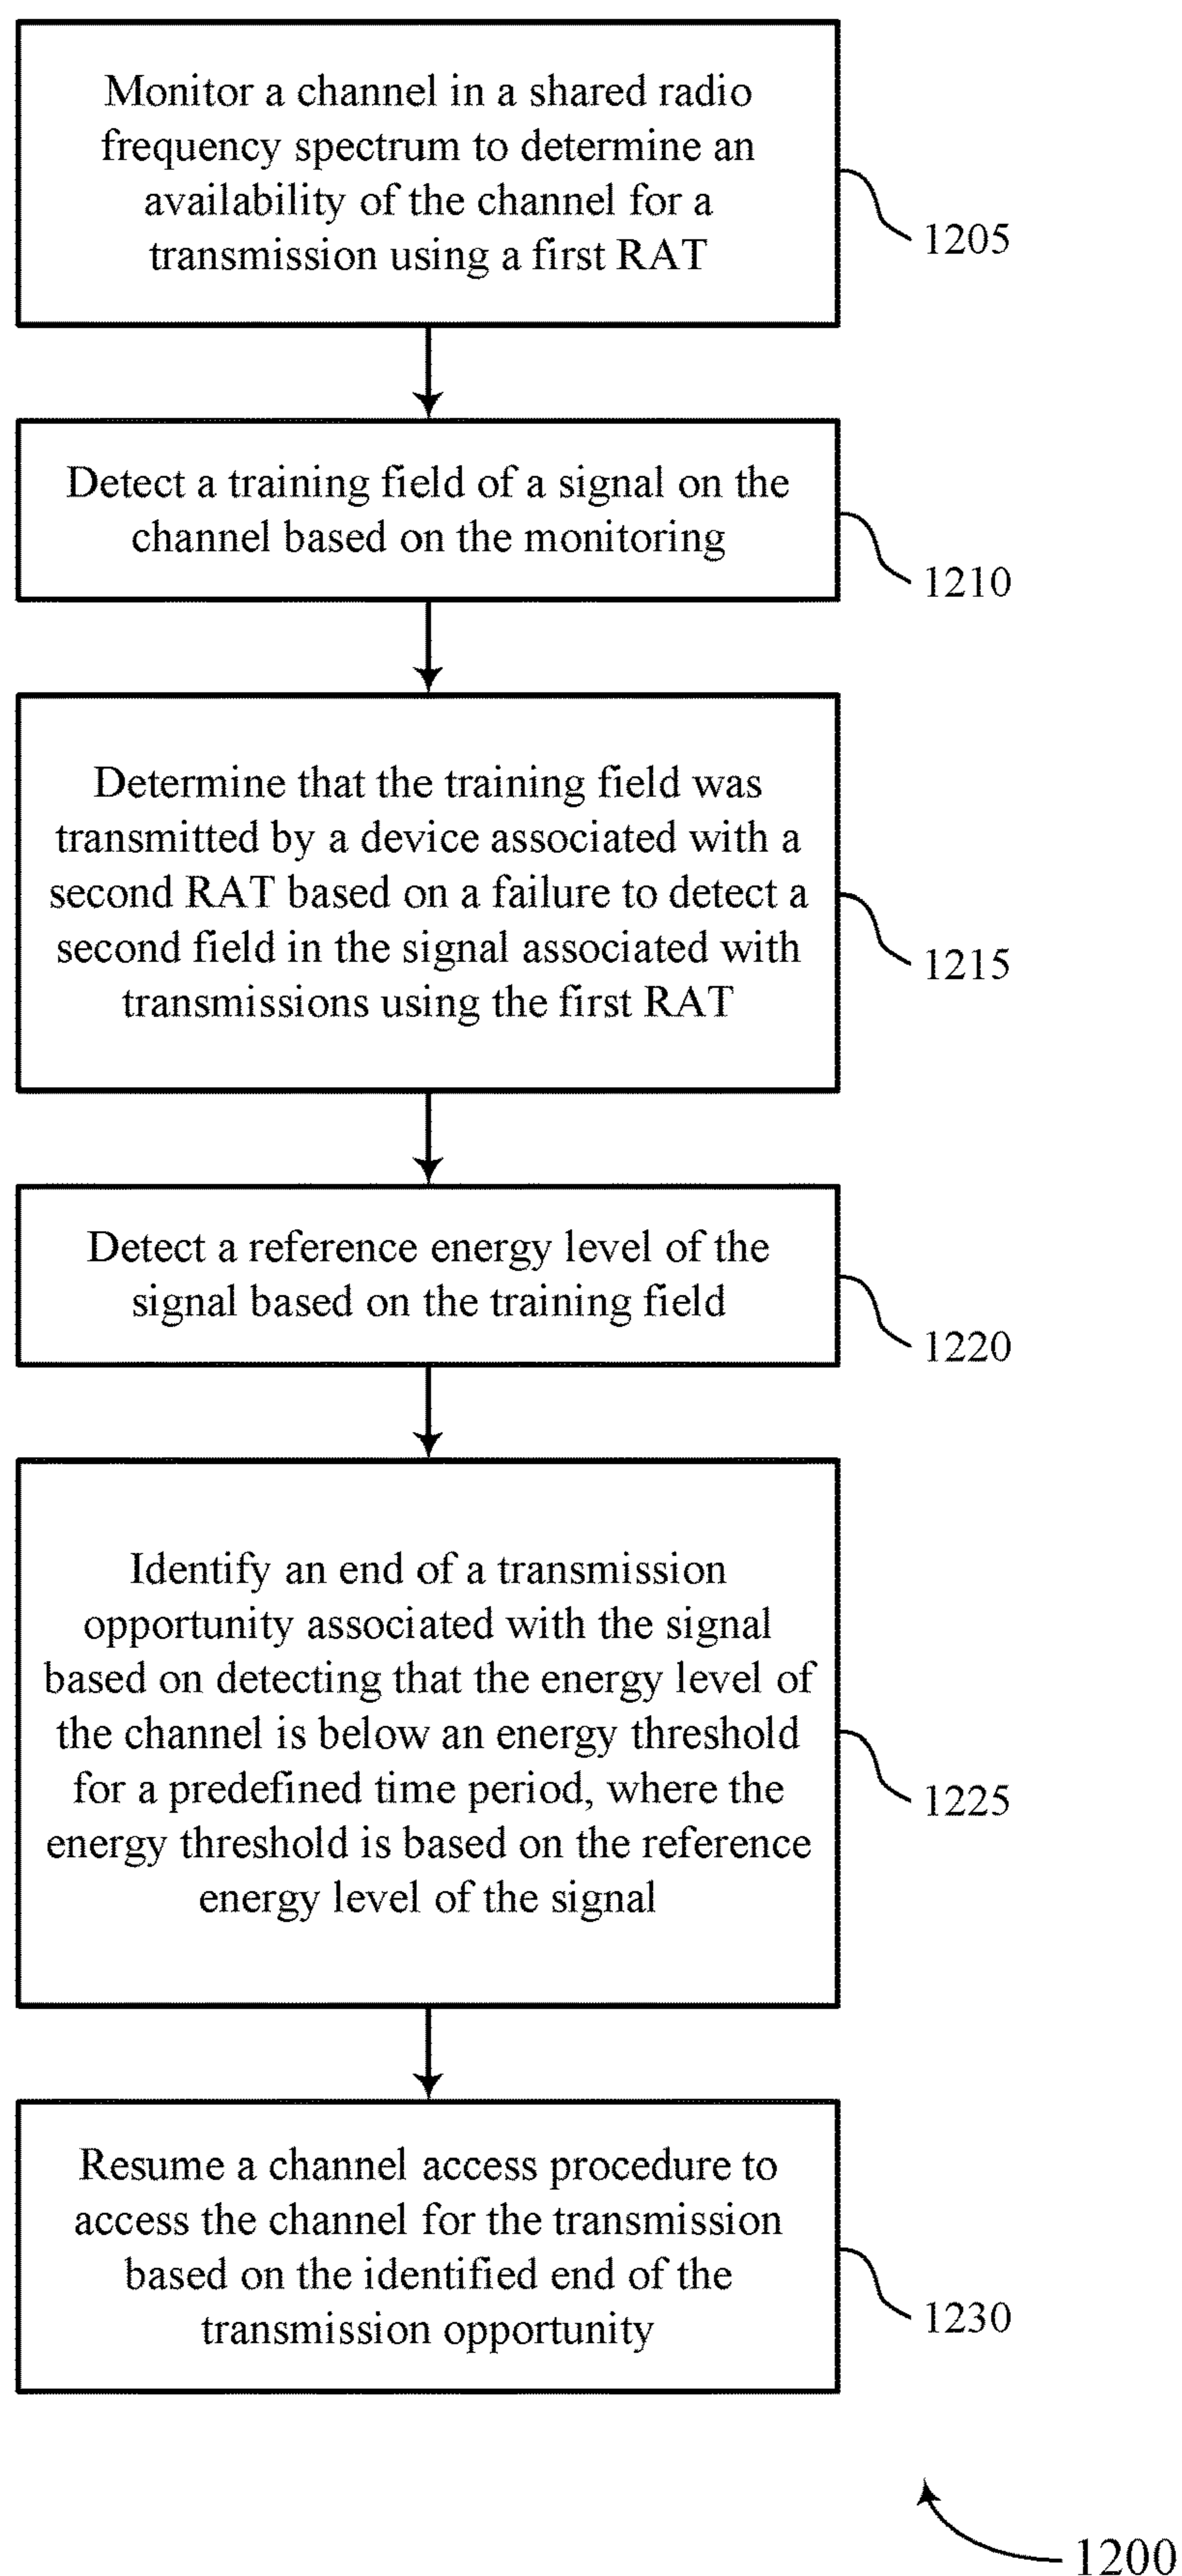 Monitor a channel in a shared radio
frequency spectrum to determine an
availability of the channel for a
transmission using a first RAT
1205
Detect a training field of a signal on the
channel based on the monitoring
1210
Determine that the training field was
transmitted by a device associated with a
second RAT based on a failure to detect a
second field in the signal associated with
transmissions using the first RAT
1215
Detect a reference energy level of the
signal based on the training field
1220
Identify an end of a transmission
opportunity associated with the signal
based on detecting that the energy level of
the channel is below an energy threshold
for a predefined time period, where the
energy threshold is based on the reference
energy level of the signal
1225
Resume a channel access procedure to
access the channel for the transmission
based on the identified end of the
transmission opportunity
1230
1200